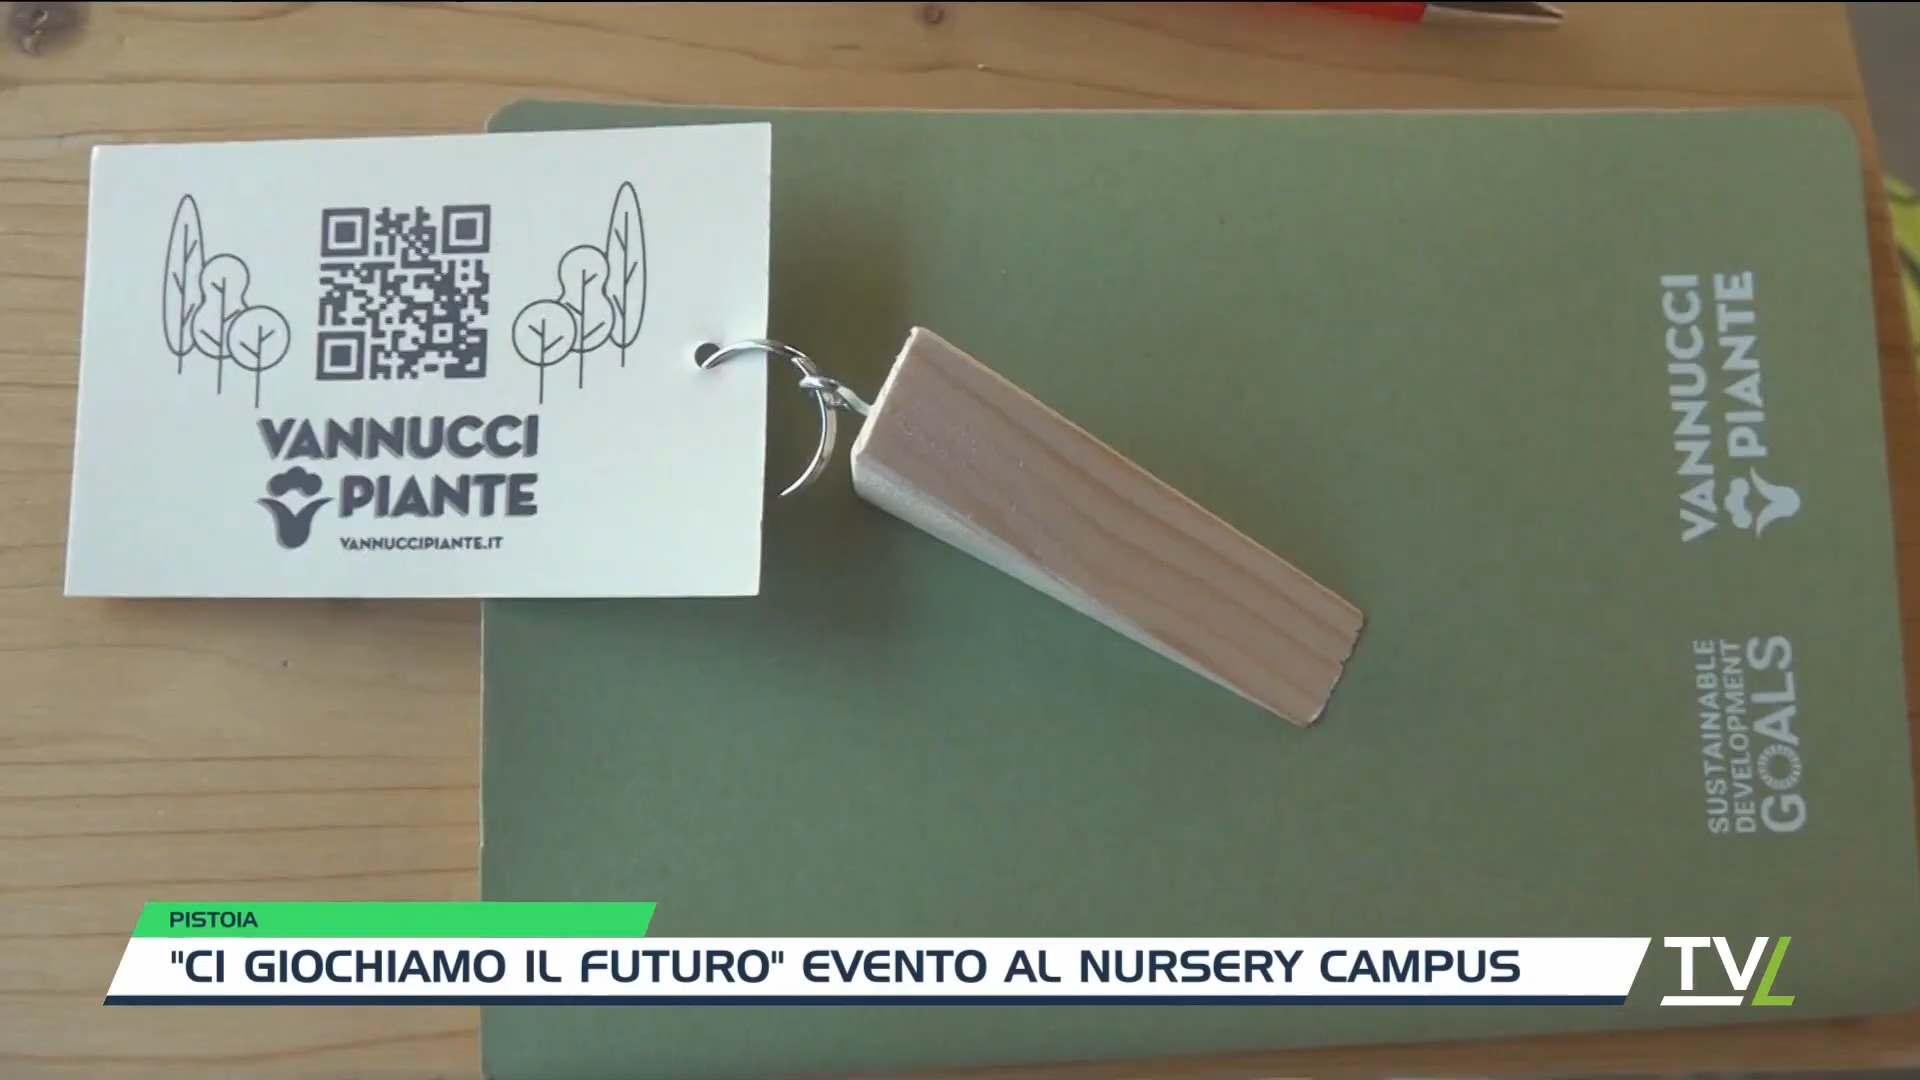 VANNUCCI
PIANTE
VANNUCCIPIANTE.IT
VANNUCCI
PIANTE
SUSTAINABLE
DEVELOPMENT
GOALS
PISTOIA
"CI GIOCHIAMO IL FUTURO" EVENTO AL NURSERY CAMPUS
TVL